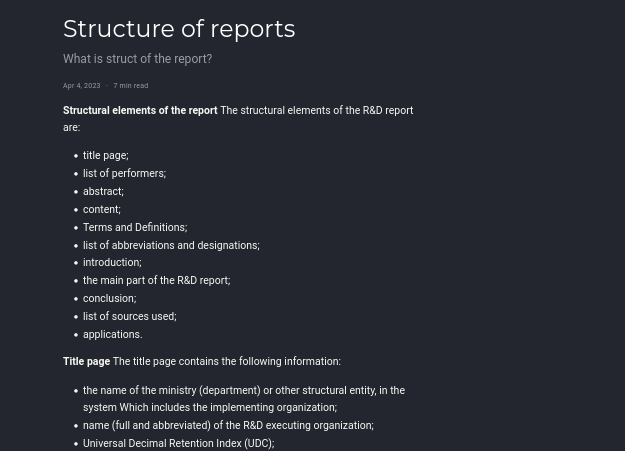 Structure of reports
What is struct of the report?
Apr 4, 2023 · 7 min read
Structural elements of the report The structural elements of the R&D report
are:
• title page;
• list of performers;
• abstract;
• content;
• Terms and Definitions;
• list of abbreviations and designations;
• introduction;
• the main part of the R&D report;
• conclusion;
• list of sources used;
• applications.
Title page The title page contains the following information:
• the name of the ministry (department) or other structural entity, in the
system Which includes the implementing organization;
• name (full and abbreviated) of the R&D executing organization;
• Universal Decimal Retention Index (UDC);